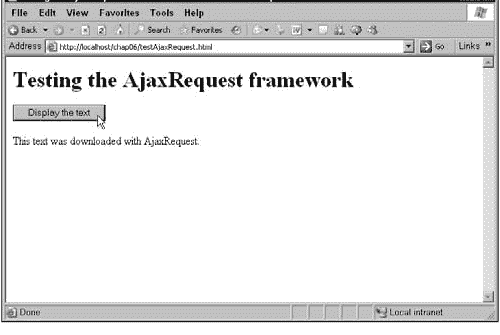 File Edit View Favorites Tools Help
Back Search Favorites
Address http://localhost/chap06/testAjaxRequest.html Go Links »
Testing the AjaxRequest framework
Display the text
This text was downloaded with AjaxRequest.
Done Local intranet